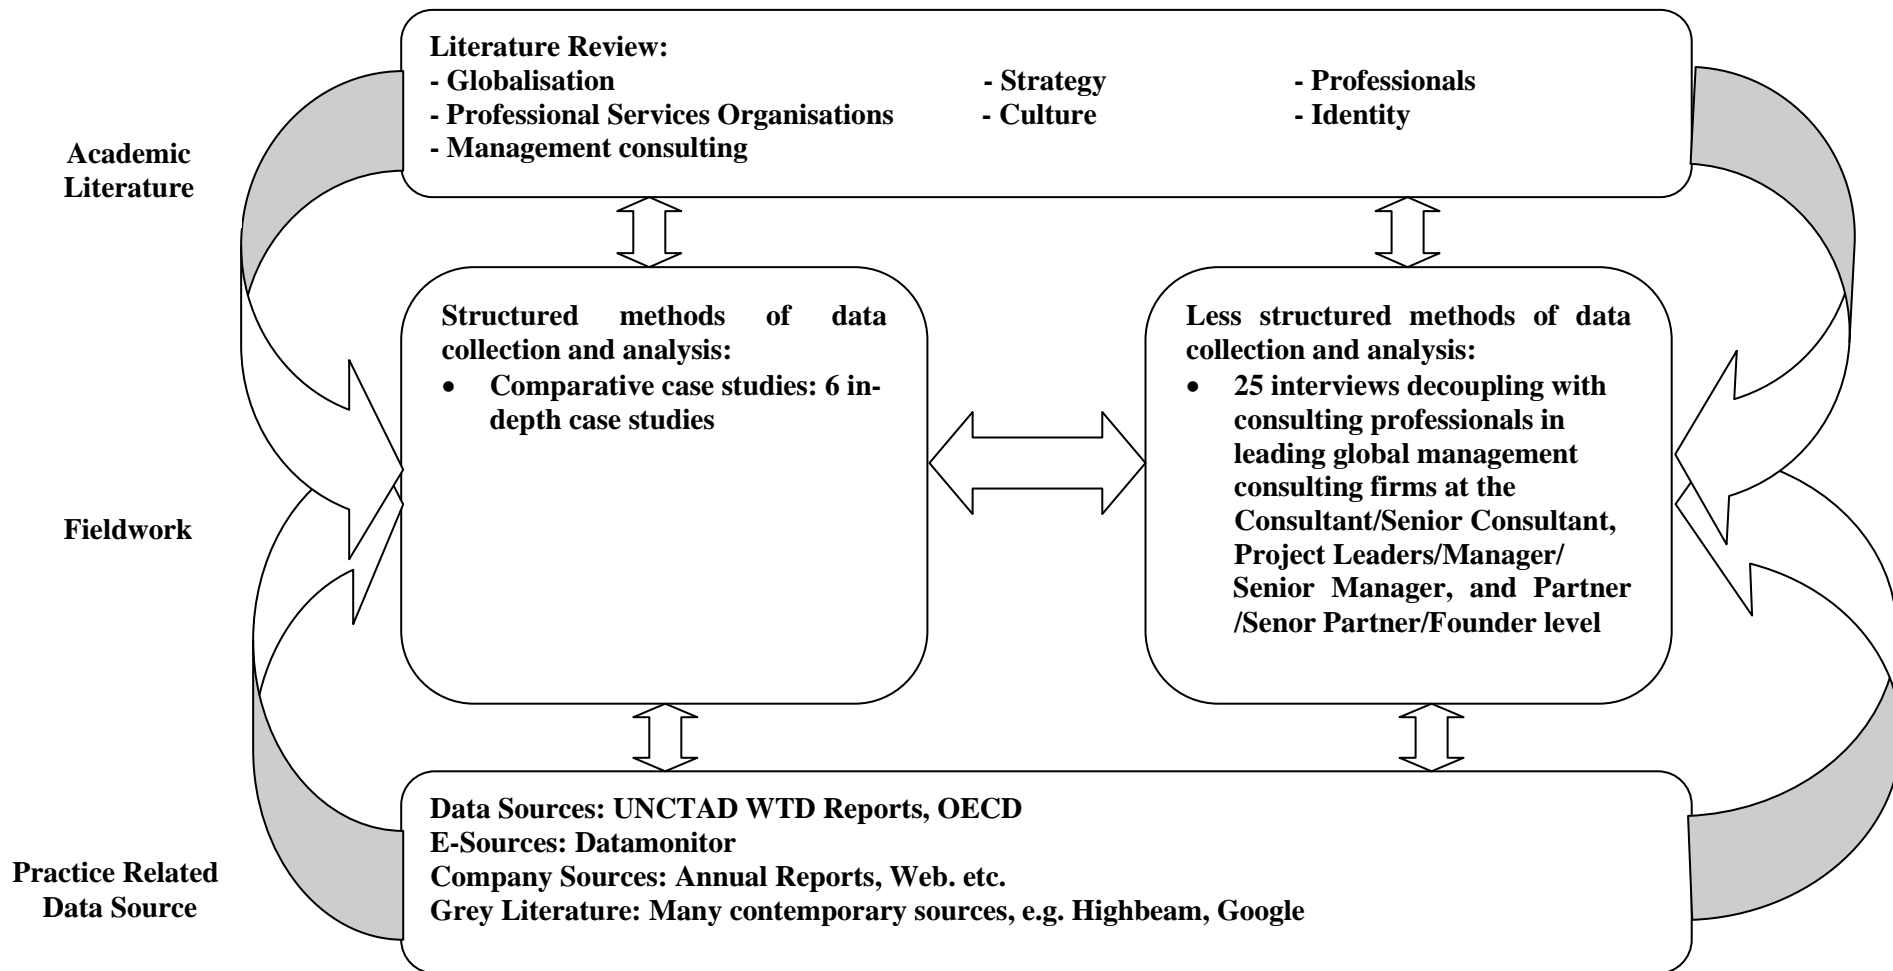 Literature Review:
- Globalisation - Strategy - Professionals
- Professional Services Organisations - Culture - Identity
- Management consulting
Academic
Literature
Structured methods of data
collection and analysis:
• Comparative case studies: 6 in-
depth case studies
Less structured methods of data
collection and analysis:
• 25 interviews decoupling with
consulting professionals in
leading global management
consulting firms at the
Consultant/Senior Consultant,
Project Leaders/Manager/
Senior Manager, and Partner
/Senor Partner/Founder level
Fieldwork
Data Sources: UNCTAD WTD Reports, OECD
E-Sources: Datamonitor
Company Sources: Annual Reports, Web. etc.
Grey Literature: Many contemporary sources, e.g. Highbeam, Google
Practice Related
Data Source